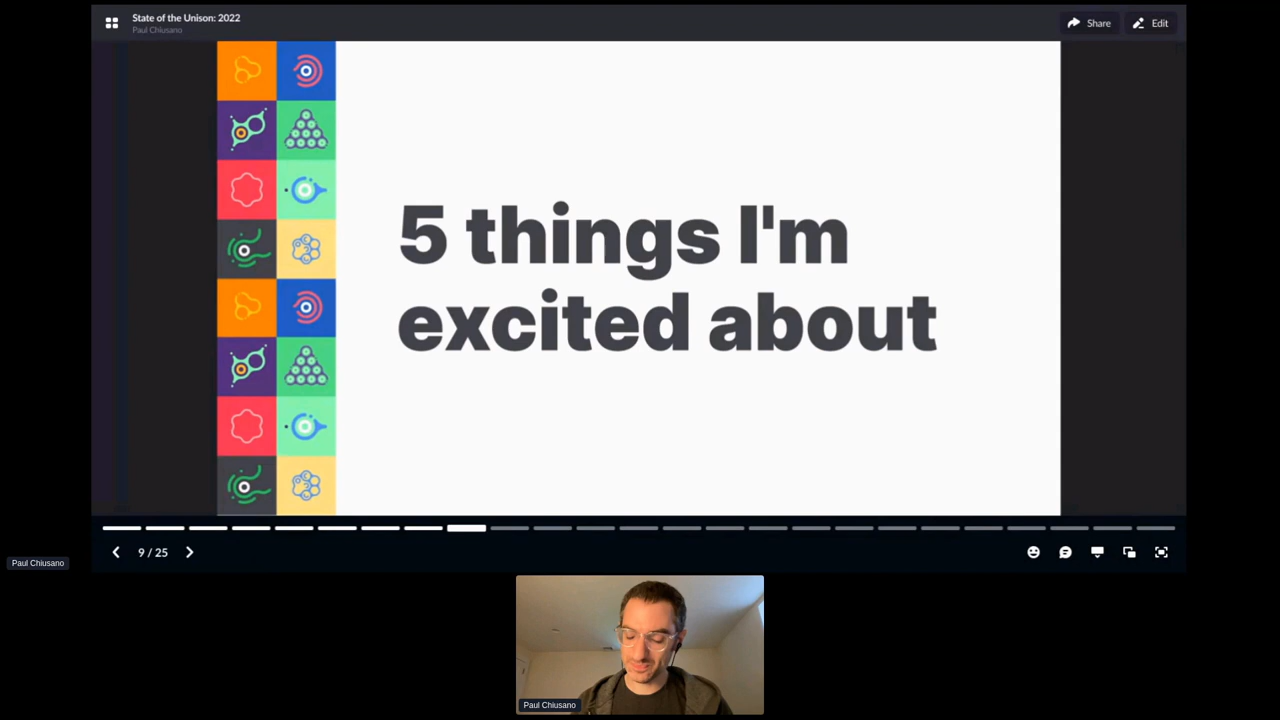 State of the Unison: 2022
Paul Chiusano
Share
Edit
5 things I'm
excited about
9 / 25
Paul Chiusano
Paul Chiusano